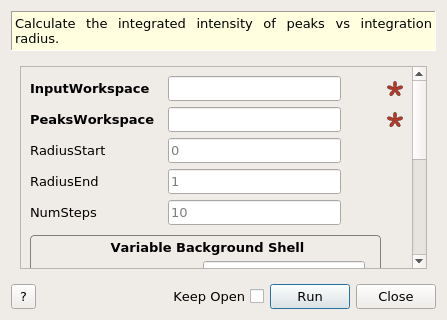 Calculate the integrated intensity of peaks vs integration
radius.
InputWorkspace
PeaksWorkspace
RadiusStart 0
RadiusEnd 1
NumSteps 10
Variable Background Shell
? Keep Open Run Close